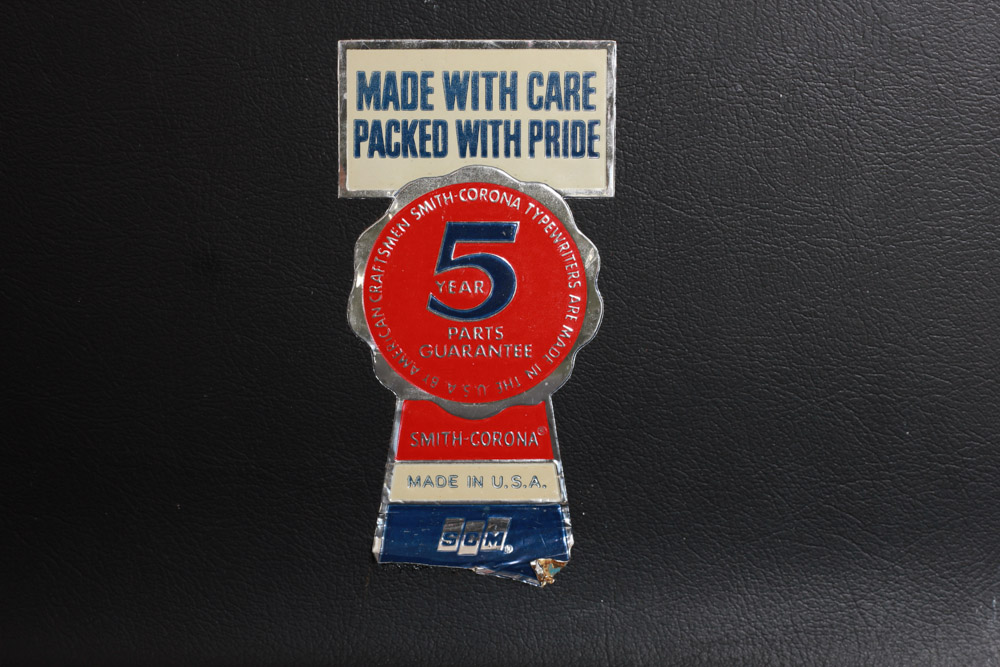 MADE WITH CARE
PACKED WITH PRIDE
SMITH-CORONA TYPEWRITERS ARE MADE IN THE U.S.A. BY AMERICAN CRAFTSMEN
5
YEAR
PARTS
GUARANTEE
SMITH-CORONA®
MADE IN U.S.A.
SCM®